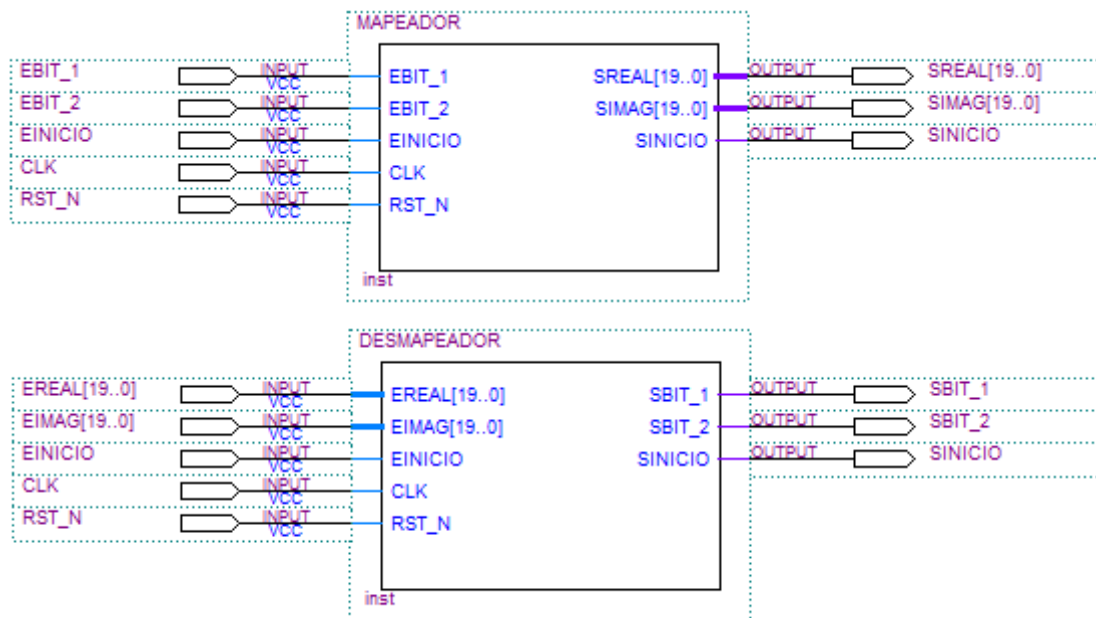 MAPEADOR
EBIT_1 INPUT VCC EBIT_1 SREAL[19..0] OUTPUT SREAL[19..0]
EBIT_2 INPUT VCC EBIT_2 SIMAG[19..0] OUTPUT SIMAG[19..0]
EINICIO INPUT VCC EINICIO SINICIO OUTPUT SINICIO
CLK INPUT VCC CLK
RST_N INPUT VCC RST_N
inst
DESMAPEADOR
EREAL[19..0] INPUT VCC EREAL[19..0] SBIT_1 OUTPUT SBIT_1
EIMAG[19..0] INPUT VCC EIMAG[19..0] SBIT_2 OUTPUT SBIT_2
EINICIO INPUT VCC EINICIO SINICIO OUTPUT SINICIO
CLK INPUT VCC CLK
RST_N INPUT VCC RST_N
inst